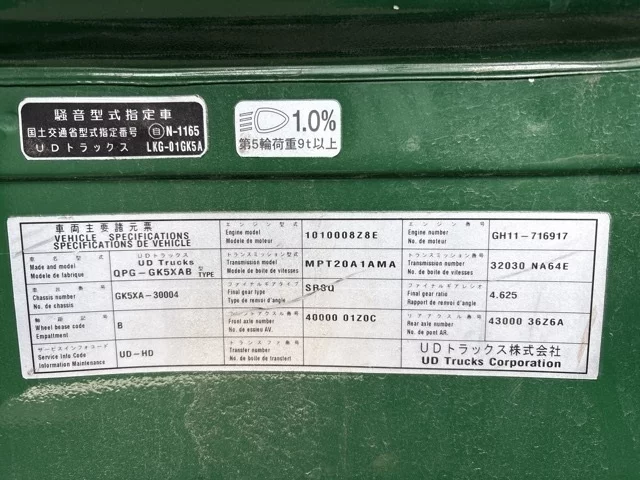 騒音型式指定車
国土交通省型式指定番号 自 N-1165
UDトラックス LKG-01GK5A
1.0%
第5輪荷重9t以上
車両主要諸元票
VEHICLE SPECIFICATIONS
SPECIFICATIONS DE VEHICLE
車名型式
Made and model
Modele de fabrique
UDトラックス
UD Trucks
QPG-GK5XAB 型 TYPE
車台番号
Chassis number
No. de chassis
GK5XA-30004
軸距記号
Wheel base code
Empattement
B
サービスインフォコード
Service Info Code
Information Maintenance
UD-HD
エンジン型式
Engine model
Modele de moteur
1010008Z8E
トランスミッション型式
Transmission model
Modele de boite de vitesses
MPT20A1AMA
ファイナルギアタイプ
Final gear type
Type de renvoi d'angle
SR3U
フロントアクスル番号
Front axle number
No. de essieu AV.
40000 01Z0C
トランスファ番号
Transfer number
No. de boite de transfert
エンジン番号
Engine number
No. de moteur
GH11-716917
トランスミッション番号
Transmission number
No. de boite de vitesses
32030 NA64E
ファイナルギアレシオ
Final gear ratio
Rapport de renvoi d'angle
4.625
リアアクスル番号
Rear axle number
No. de pont AR.
43000 36Z6A
UDトラックス株式会社
UD Trucks Corporation